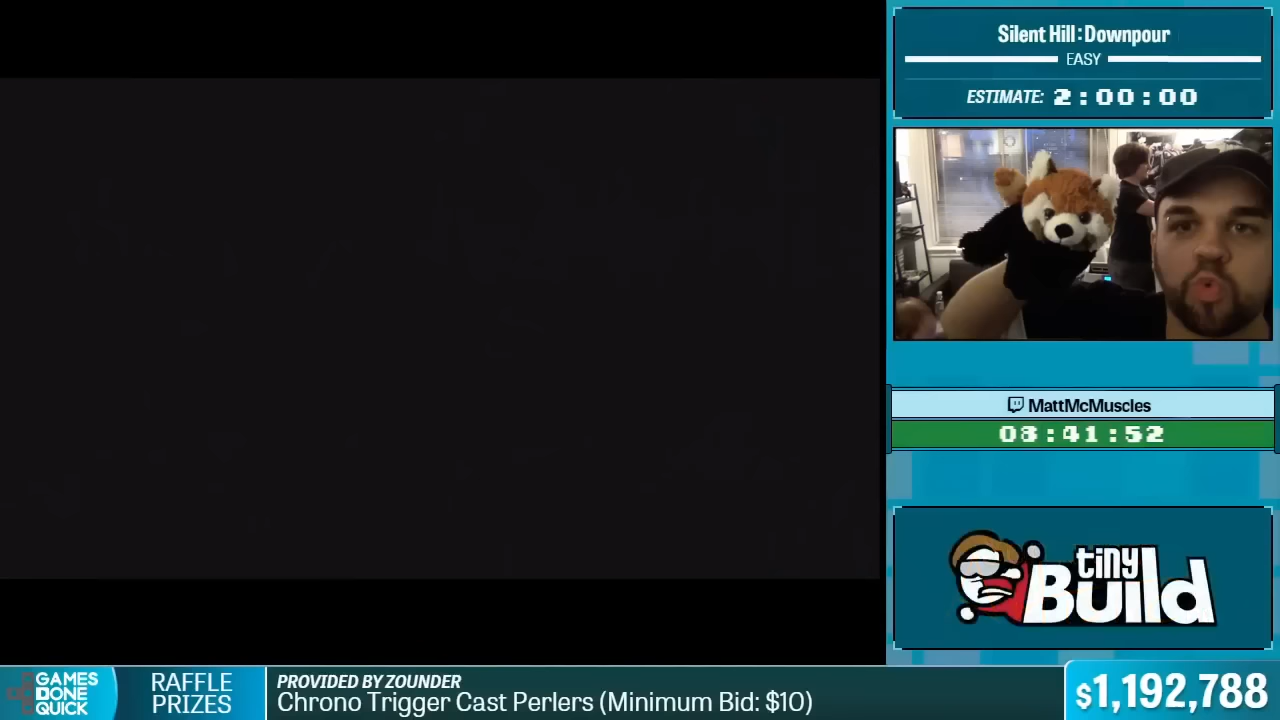 Silent Hill:Downpour
EASY
ESTIMATE: 2:00:00
MattMcMuscles
03:41:52
tiny
Build
GAMES
DONE
QUICK
RAFFLE
PRIZES
PROVIDED BY ZOUNDER
Chrono Trigger Cast Perlers (Minimum Bid: $10)
$1,192,788